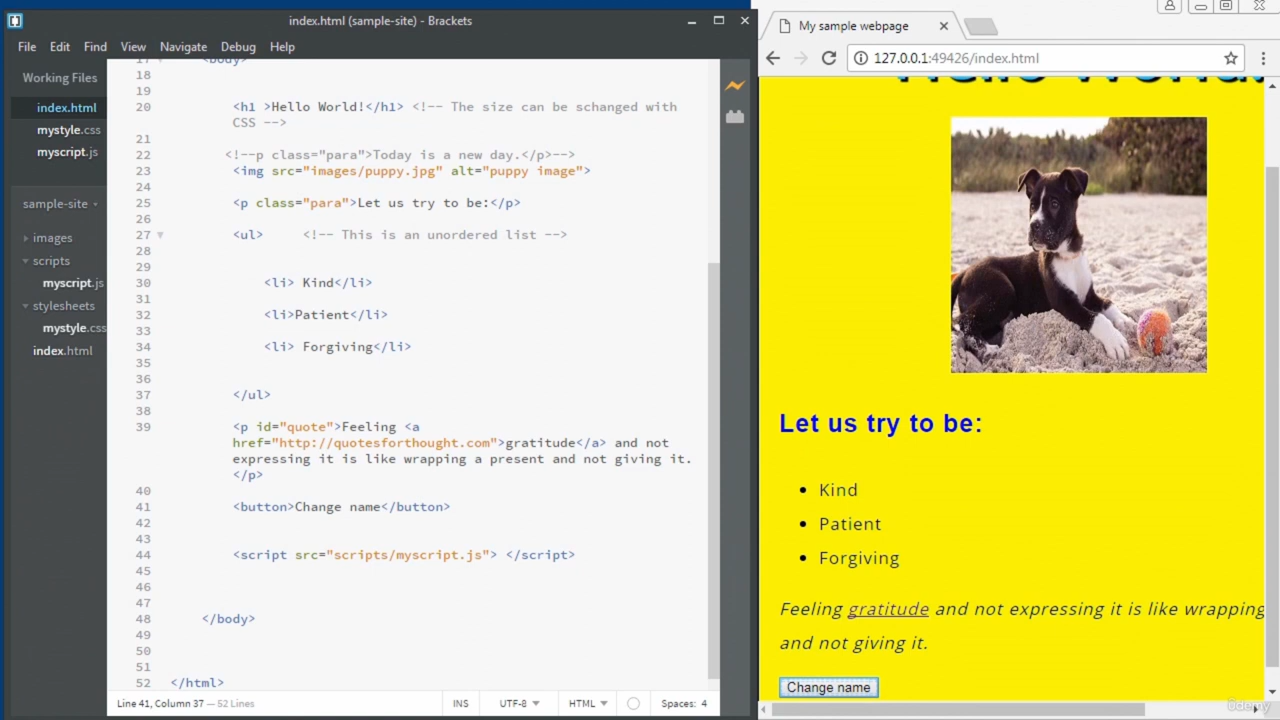 index.html (sample-site) - Brackets
File Edit Find View Navigate Debug Help
Working Files
index.html
mystyle.css
myscript.js
sample-site
images
scripts
myscript.js
stylesheets
mystyle.css
index.html
17 <body>
18
19
20 <h1 >Hello World!</h1> <!-- The size can be schanged with
CSS -->
21
22 <!--p class="para">Today is a new day.</p>-->
23 <img src="images/puppy.jpg" alt="puppy image">
24
25 <p class="para">Let us try to be:</p>
26
27 <ul> <!-- This is an unordered list -->
28
29
30 <li> Kind</li>
31
32 <li>Patient</li>
33
34 <li> Forgiving</li>
35
36
37 </ul>
38
39 <p id="quote">Feeling <a
href="http://quotesforthought.com">gratitude</a> and not
expressing it is like wrapping a present and not giving it.
</p>
40
41 <button>Change name</button>
42
43
44 <script src="scripts/myscript.js"> </script>
45
46
47
48 </body>
49
50
51
52 </html>
Line 41, Column 37 — 52 Lines
INS UTF-8 HTML Spaces: 4
My sample webpage
127.0.0.1:49426/index.html
Hello World!
Let us try to be:
Kind
Patient
Forgiving
Feeling gratitude and not expressing it is like wrapping
and not giving it.
Change name
ûdemy